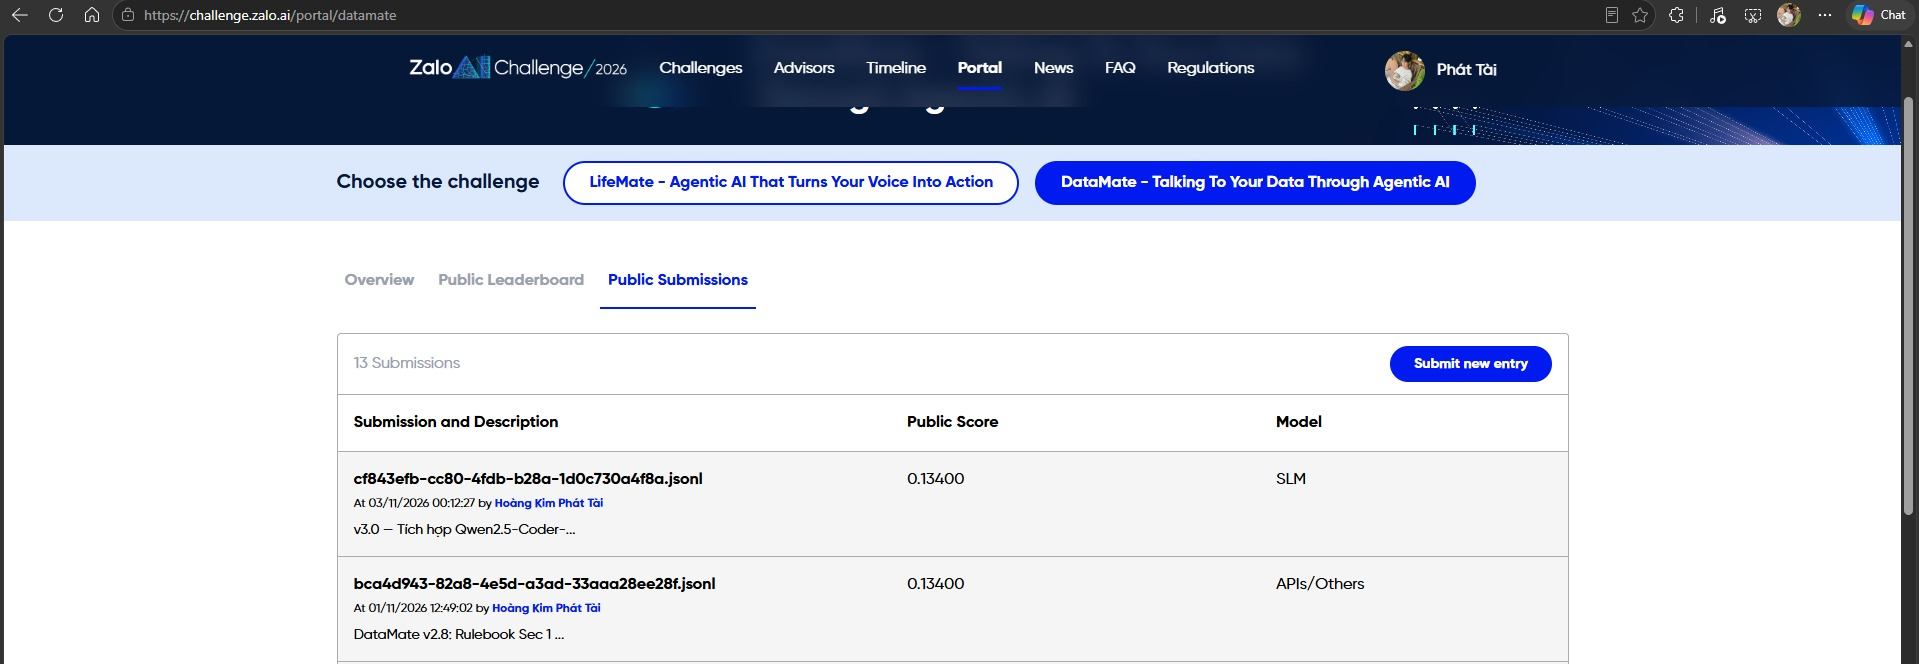 https://challenge.zalo.ai/portal/datamate
Chat
Zalo AI Challenge/2026
Challenges
Advisors
Timeline
Portal
News
FAQ
Regulations
Phát Tài
Choose the challenge
LifeMate - Agentic AI That Turns Your Voice Into Action
DataMate - Talking To Your Data Through Agentic AI
Overview
Public Leaderboard
Public Submissions
13 Submissions
Submit new entry
Submission and Description
Public Score
Model
cf843efb-cc80-4fdb-b28a-1d0c730a4f8a.jsonl
0.13400
SLM
At 03/11/2026 00:12:27 by Hoàng Kim Phát Tài
v3.0 — Tích hợp Qwen2.5-Coder-...
bca4d943-82a8-4e5d-a3ad-33aaa28ee28f.jsonl
0.13400
APIs/Others
At 01/11/2026 12:49:02 by Hoàng Kim Phát Tài
DataMate v2.8: Rulebook Sec 1 ...